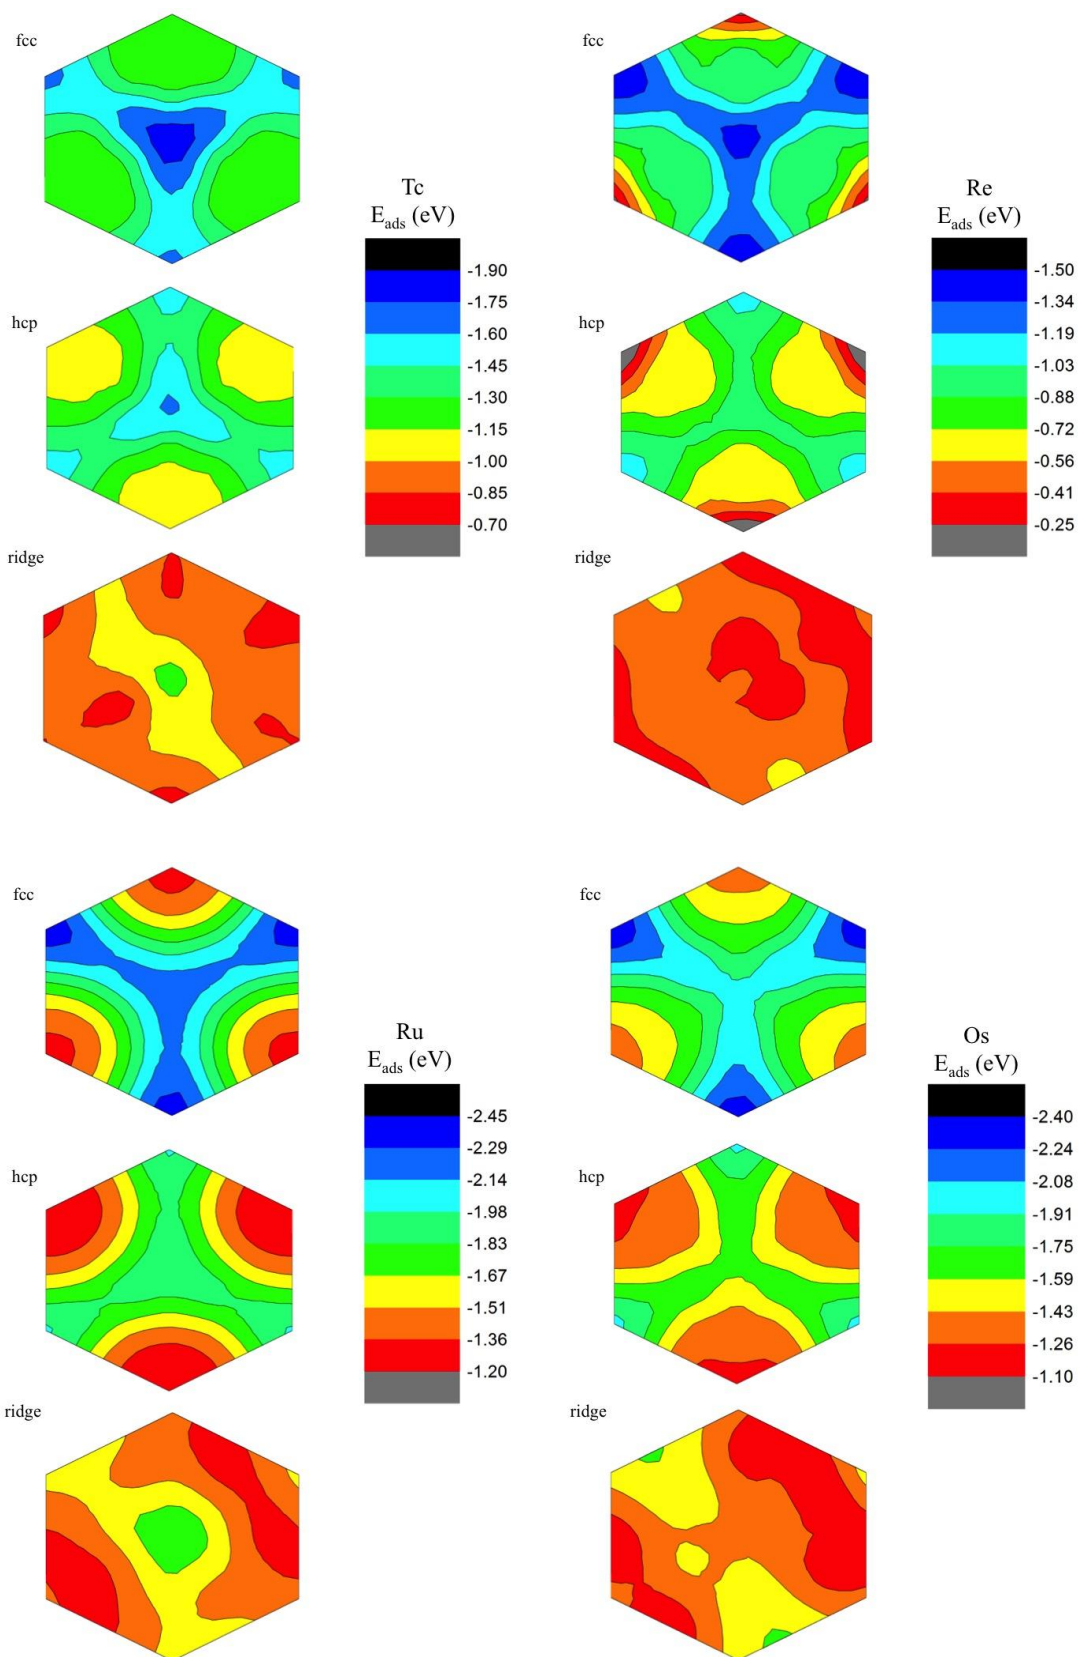 fcc
Tc
E_ads (eV)
-1.90
-1.75
-1.60
-1.45
-1.30
-1.15
-1.00
-0.85
-0.70
hcp
ridge
fcc
Re
E_ads (eV)
-1.50
-1.34
-1.19
-1.03
-0.88
-0.72
-0.56
-0.41
-0.25
hcp
ridge
fcc
Ru
E_ads (eV)
-2.45
-2.29
-2.14
-1.98
-1.83
-1.67
-1.51
-1.36
-1.20
hcp
ridge
fcc
Os
E_ads (eV)
-2.40
-2.24
-2.08
-1.91
-1.75
-1.59
-1.43
-1.26
-1.10
hcp
ridge